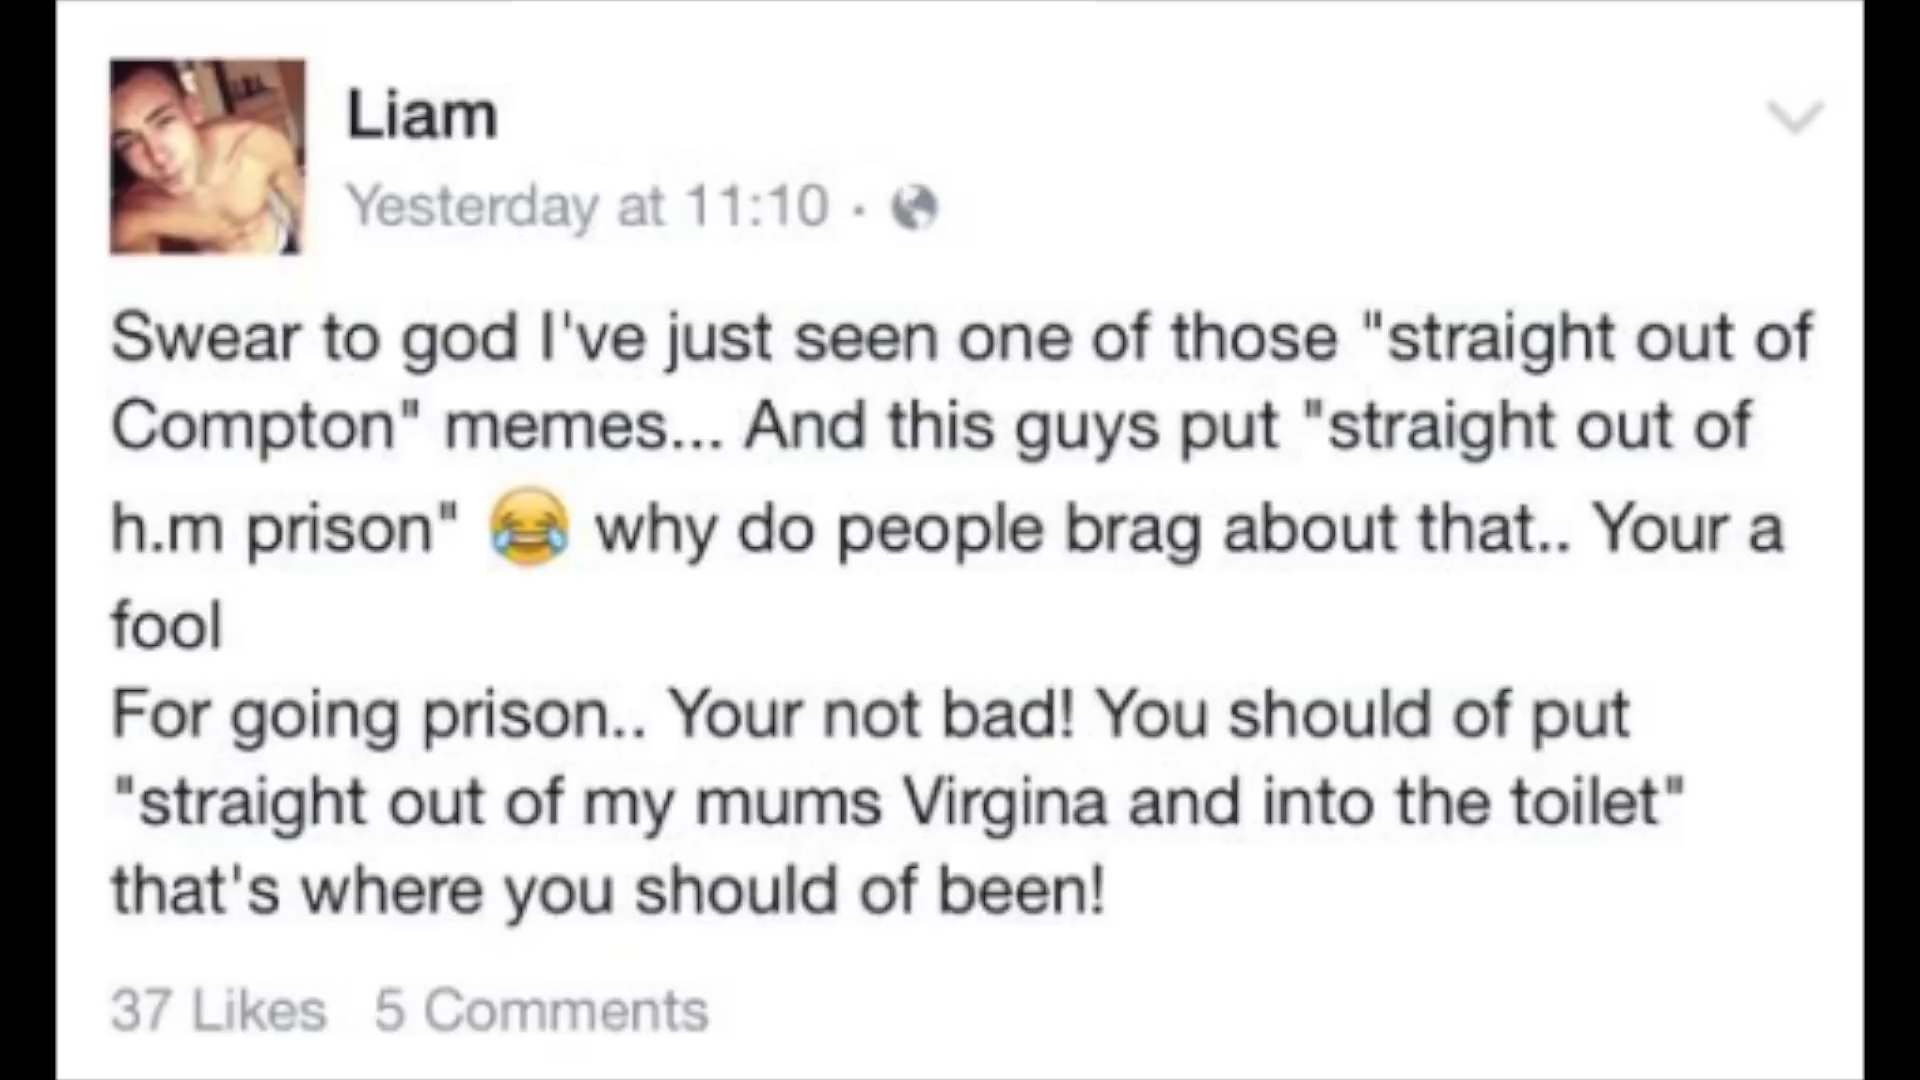 Liam
Yesterday at 11:10 ·
Swear to god I've just seen one of those "straight out of
Compton" memes... And this guys put "straight out of
h.m prison" 😂 why do people brag about that.. Your a
fool
For going prison.. Your not bad! You should of put
"straight out of my mums Virgina and into the toilet"
that's where you should of been!
37 Likes 5 Comments